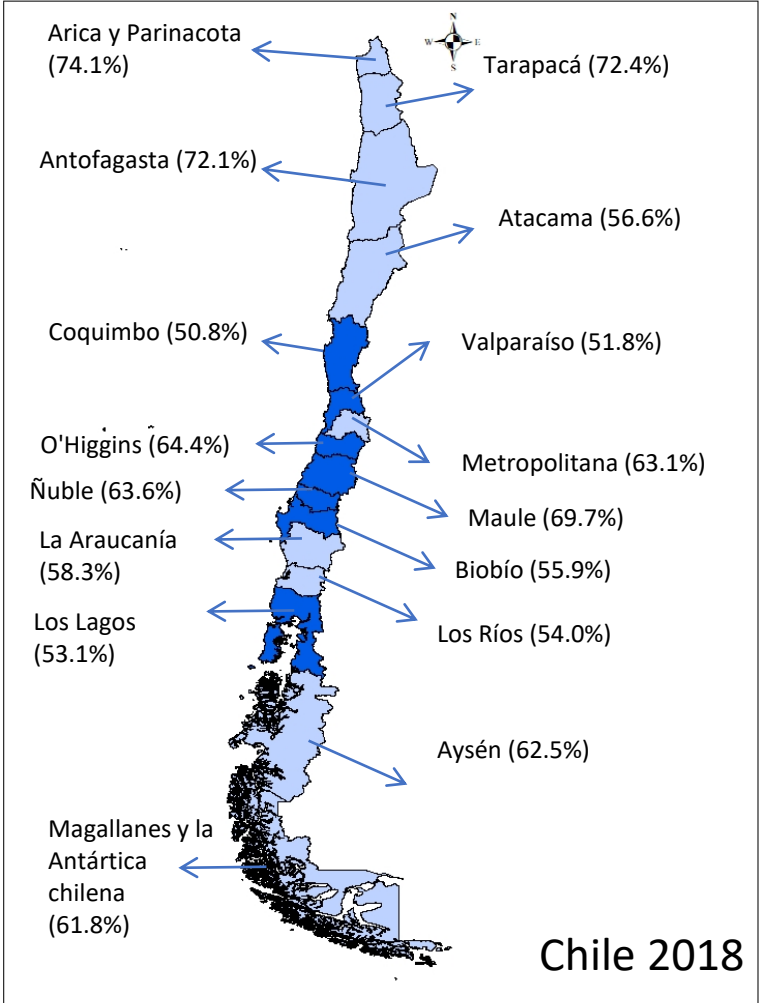 Arica y Parinacota
(74.1%)
N
W E
S
Tarapacá (72.4%)
Antofagasta (72.1%)
Atacama (56.6%)
Coquimbo (50.8%)
Valparaíso (51.8%)
O'Higgins (64.4%)
Metropolitana (63.1%)
Ñuble (63.6%)
Maule (69.7%)
La Araucanía
(58.3%)
Biobío (55.9%)
Los Lagos
(53.1%)
Los Ríos (54.0%)
Aysén (62.5%)
Magallanes y la
Antártica
chilena
(61.8%)
Chile 2018